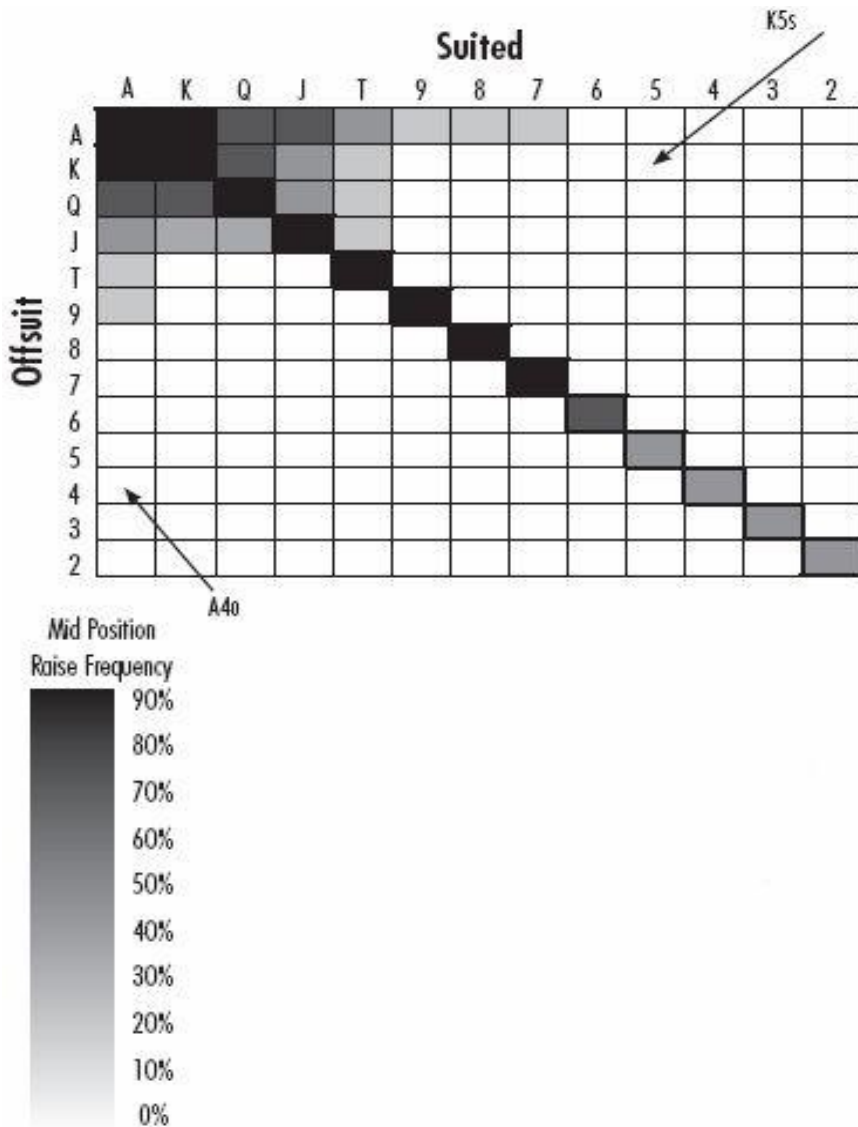 K5s
Suited
A K Q J T 9 8 7 6 5 4 3 2
A
K
Q
J
T
9
8
7
6
5
4
3
2
Offsuit
A4o
Mid Position
Raise Frequency
90%
80%
70%
60%
50%
40%
30%
20%
10%
0%